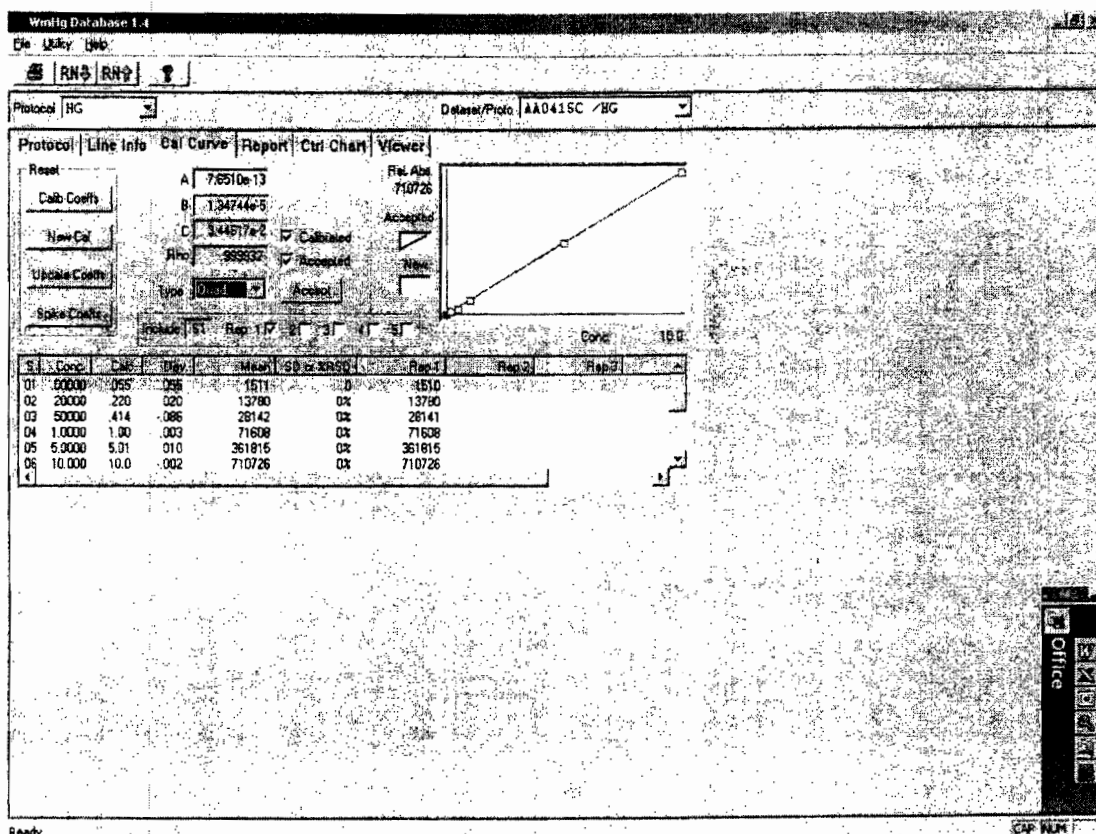 WinHg Database 1.4
File Utility Help
RN RN
Protocol HG Dataset/Proto AA0415C /HG
Protocol Line Info Cal Curve Report Ctrl Chart Viewer
Reset
Calib Coeffs
New Cal
Update Coeffs
Spike Coeffs
A 7.6510e-13
B 1.34744e-5
C
Rho .999932
Type
Calibrated
Accepted
Accept
Include S1 Rep 1 2 3 4 5
Rel. Abs.
710726
Accepted
New
Conc 10.0
S Conc Calc Dev Mean SD or %RSD Rep 1 Rep 2 Rep 3
01 .00000 .055 .055 1511 0 1510
02 .20000 .220 .020 13780 0% 13780
03 .50000 .414 -.086 28142 0% 28141
04 1.0000 1.00 .003 71608 0% 71608
05 5.0000 5.01 .010 361815 0% 361815
06 10.000 10.0 -.002 710726 0% 710726
Office
Ready
CAP NUM